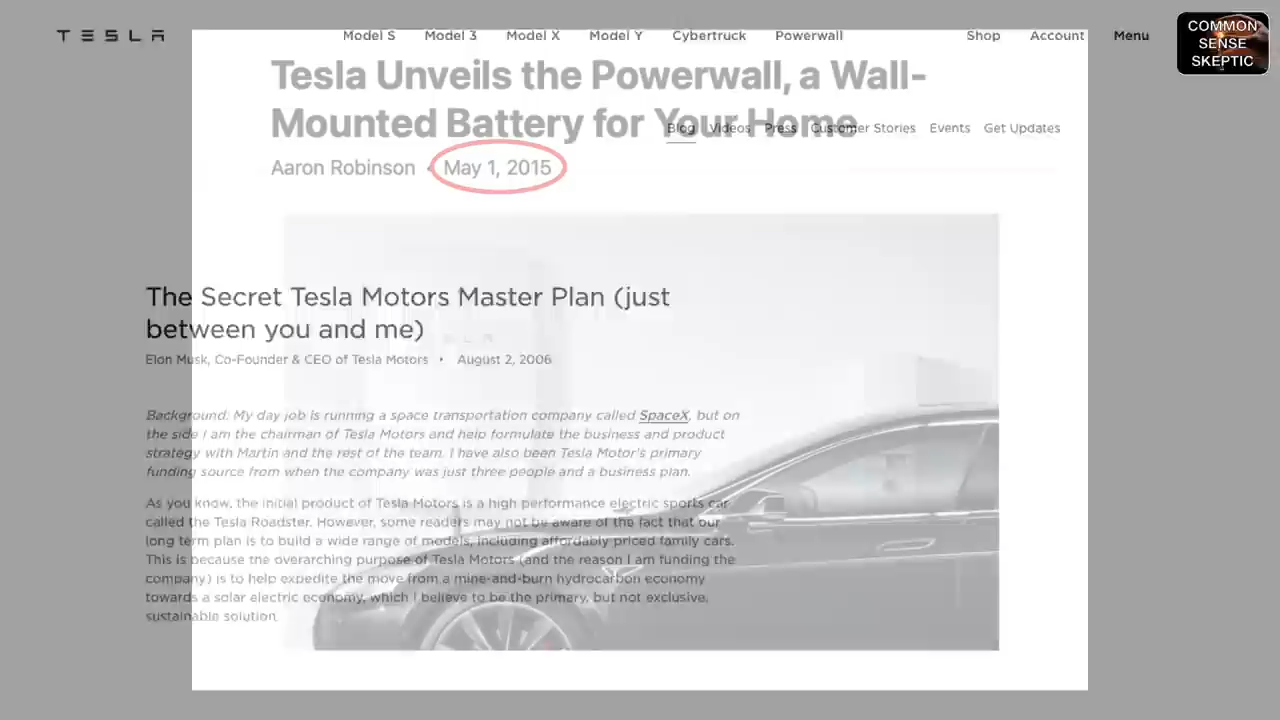 TESLA
Model S Model 3 Model X Model Y Cybertruck Powerwall Shop Account Menu
COMMON
SENSE
SKEPTIC
Tesla Unveils the Powerwall, a Wall-
Mounted Battery for Your Home
Blog Videos Press Customer Stories Events Get Updates
Aaron Robinson • May 1, 2015
The Secret Tesla Motors Master Plan (just
between you and me)
Elon Musk, Co-Founder & CEO of Tesla Motors • August 2, 2006
Background: My day job is running a space transportation company called SpaceX, but on
the side I am the chairman of Tesla Motors and help formulate the business and product
strategy with Martin and the rest of the team. I have also been Tesla Motor's primary
funding source from when the company was just three people and a business plan.
As you know, the initial product of Tesla Motors is a high performance electric sports car
called the Tesla Roadster. However, some readers may not be aware of the fact that our
long term plan is to build a wide range of models, including affordably priced family cars.
This is because the overarching purpose of Tesla Motors (and the reason I am funding the
company) is to help expedite the move from a mine-and-burn hydrocarbon economy
towards a solar electric economy, which I believe to be the primary, but not exclusive,
sustainable solution.